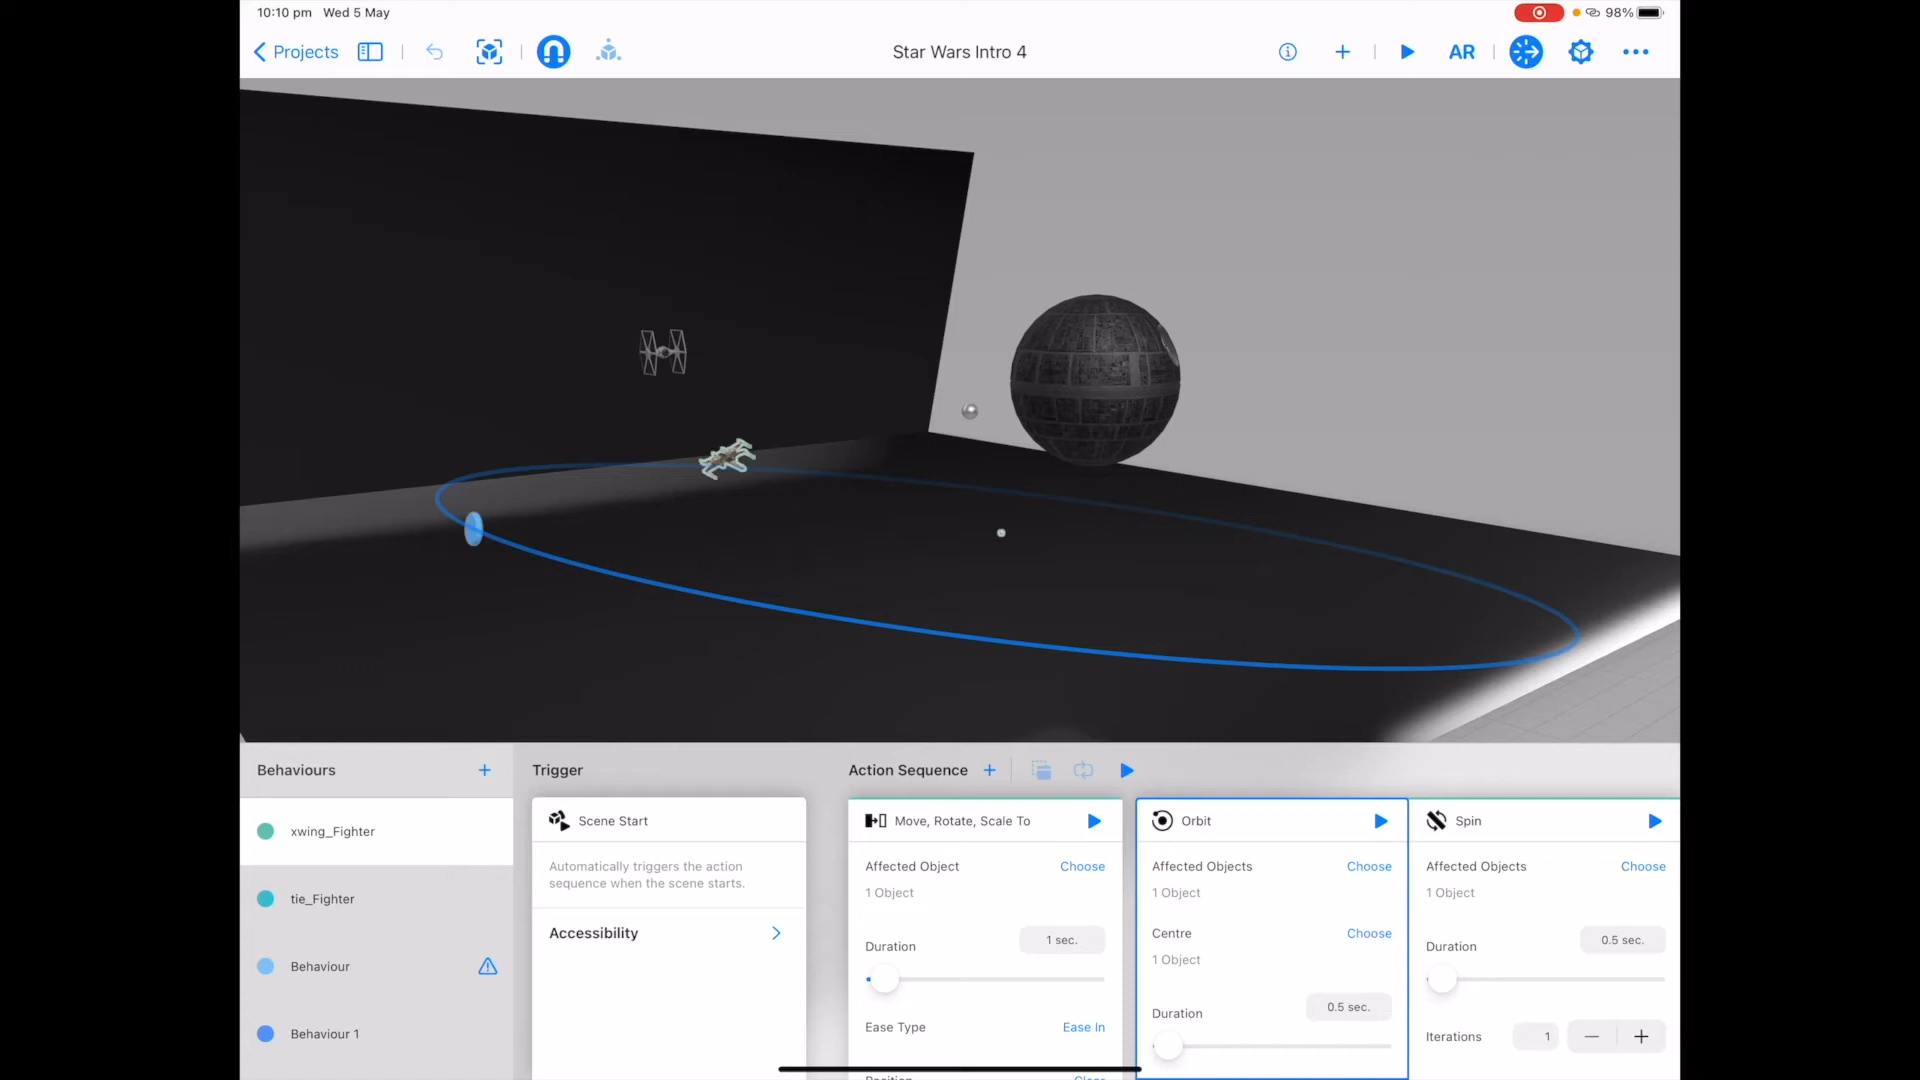 10:10 pm Wed 5 May
98%
Projects
Star Wars Intro 4
AR
Behaviours
xwing_Fighter
tie_Fighter
Behaviour
Behaviour 1
Trigger
Scene Start
Automatically triggers the action
sequence when the scene starts.
Accessibility
Action Sequence
Move, Rotate, Scale To
Affected Object
Choose
1 Object
Duration
1 sec.
Ease Type
Ease In
Position
Clear
Orbit
Affected Objects
Choose
1 Object
Centre
Choose
1 Object
Duration
0.5 sec.
Spin
Affected Objects
Choose
1 Object
Duration
0.5 sec.
Iterations
1